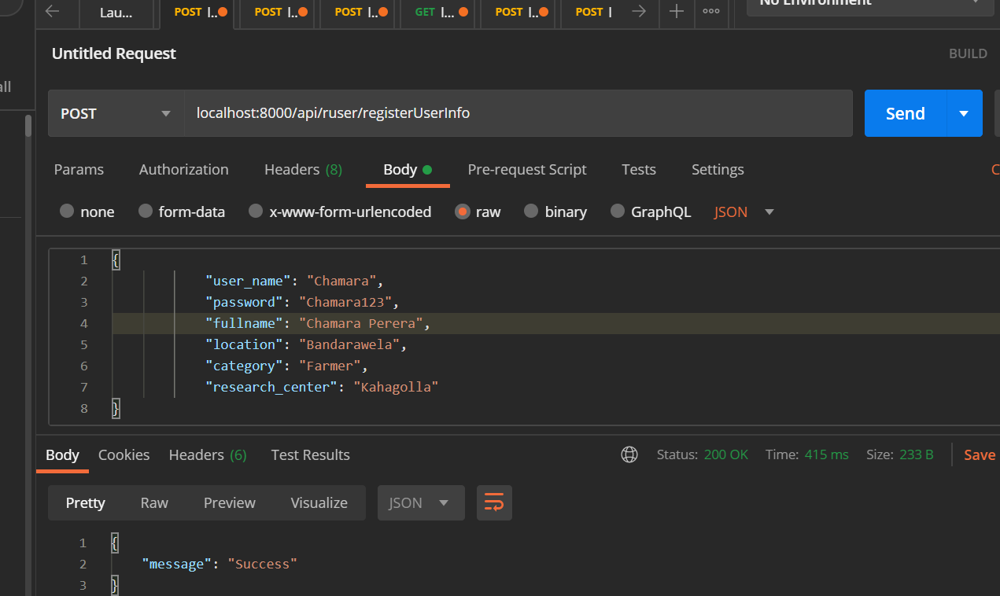 Lau... POST l.. POST l.. POST l.. GET l... POST l.. POST l No Environment
Untitled Request BUILD
all
POST localhost:8000/api/ruser/registerUserInfo Send
Params Authorization Headers (8) Body Pre-request Script Tests Settings C
none form-data x-www-form-urlencoded raw binary GraphQL JSON
1 {
2 "user_name": "Chamara",
3 "password": "Chamara123",
4 "fullname": "Chamara Perera",
5 "location": "Bandarawela",
6 "category": "Farmer",
7 "research_center": "Kahagolla"
8 }
Body Cookies Headers (6) Test Results Status: 200 OK Time: 415 ms Size: 233 B Save
Pretty Raw Preview Visualize JSON
1 {
2 "message": "Success"
3 }